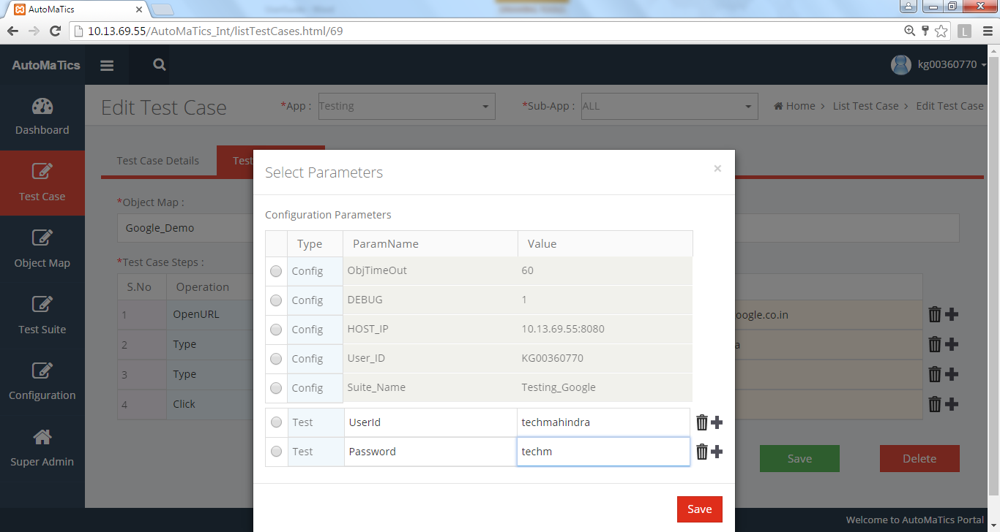 AutoMaTics
10.13.69.55/AutoMaTics_Int/listTestCases.html/69
L
AutoMaTics
kg00360770
Edit Test Case
*App :
Testing
*Sub-App :
ALL
Home > List Test Case > Edit Test Case
Dashboard
Test Case
Object Map
Test Suite
Configuration
Super Admin
Test Case Details
Test
*Object Map :
Google_Demo
*Test Case Steps :
S.No Operation
1 OpenURL oogle.co.in
2 Type a
3 Type
4 Click
Save Delete
Select Parameters ×
Configuration Parameters
Type ParamName Value
Config ObjTimeOut 60
Config DEBUG 1
Config HOST_IP 10.13.69.55:8080
Config User_ID KG00360770
Config Suite_Name Testing_Google
Test UserId techmahindra
Test Password techm
Save
Welcome to AutoMaTics Portal